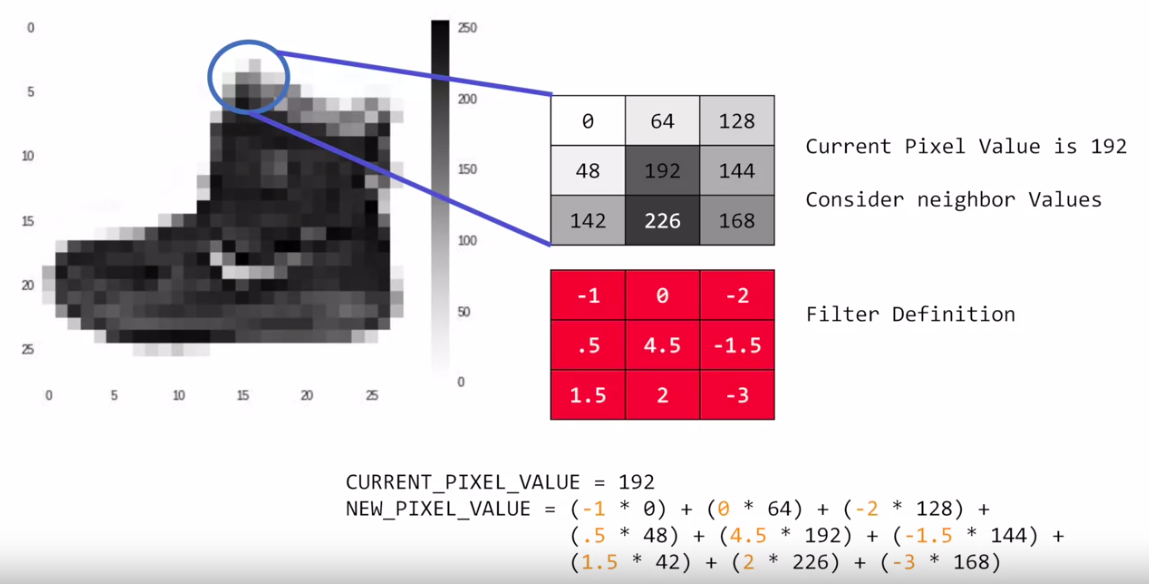 0
5
10
15
20
25
0 5 10 15 20 25
250
200
150
100
50
0
0 64 128
48 192 144
142 226 168
Current Pixel Value is 192
Consider neighbor Values
-1 0 -2
.5 4.5 -1.5
1.5 2 -3
Filter Definition
CURRENT_PIXEL_VALUE = 192
NEW_PIXEL_VALUE = (-1 * 0) + (0 * 64) + (-2 * 128) +
(.5 * 48) + (4.5 * 192) + (-1.5 * 144) +
(1.5 * 42) + (2 * 226) + (-3 * 168)